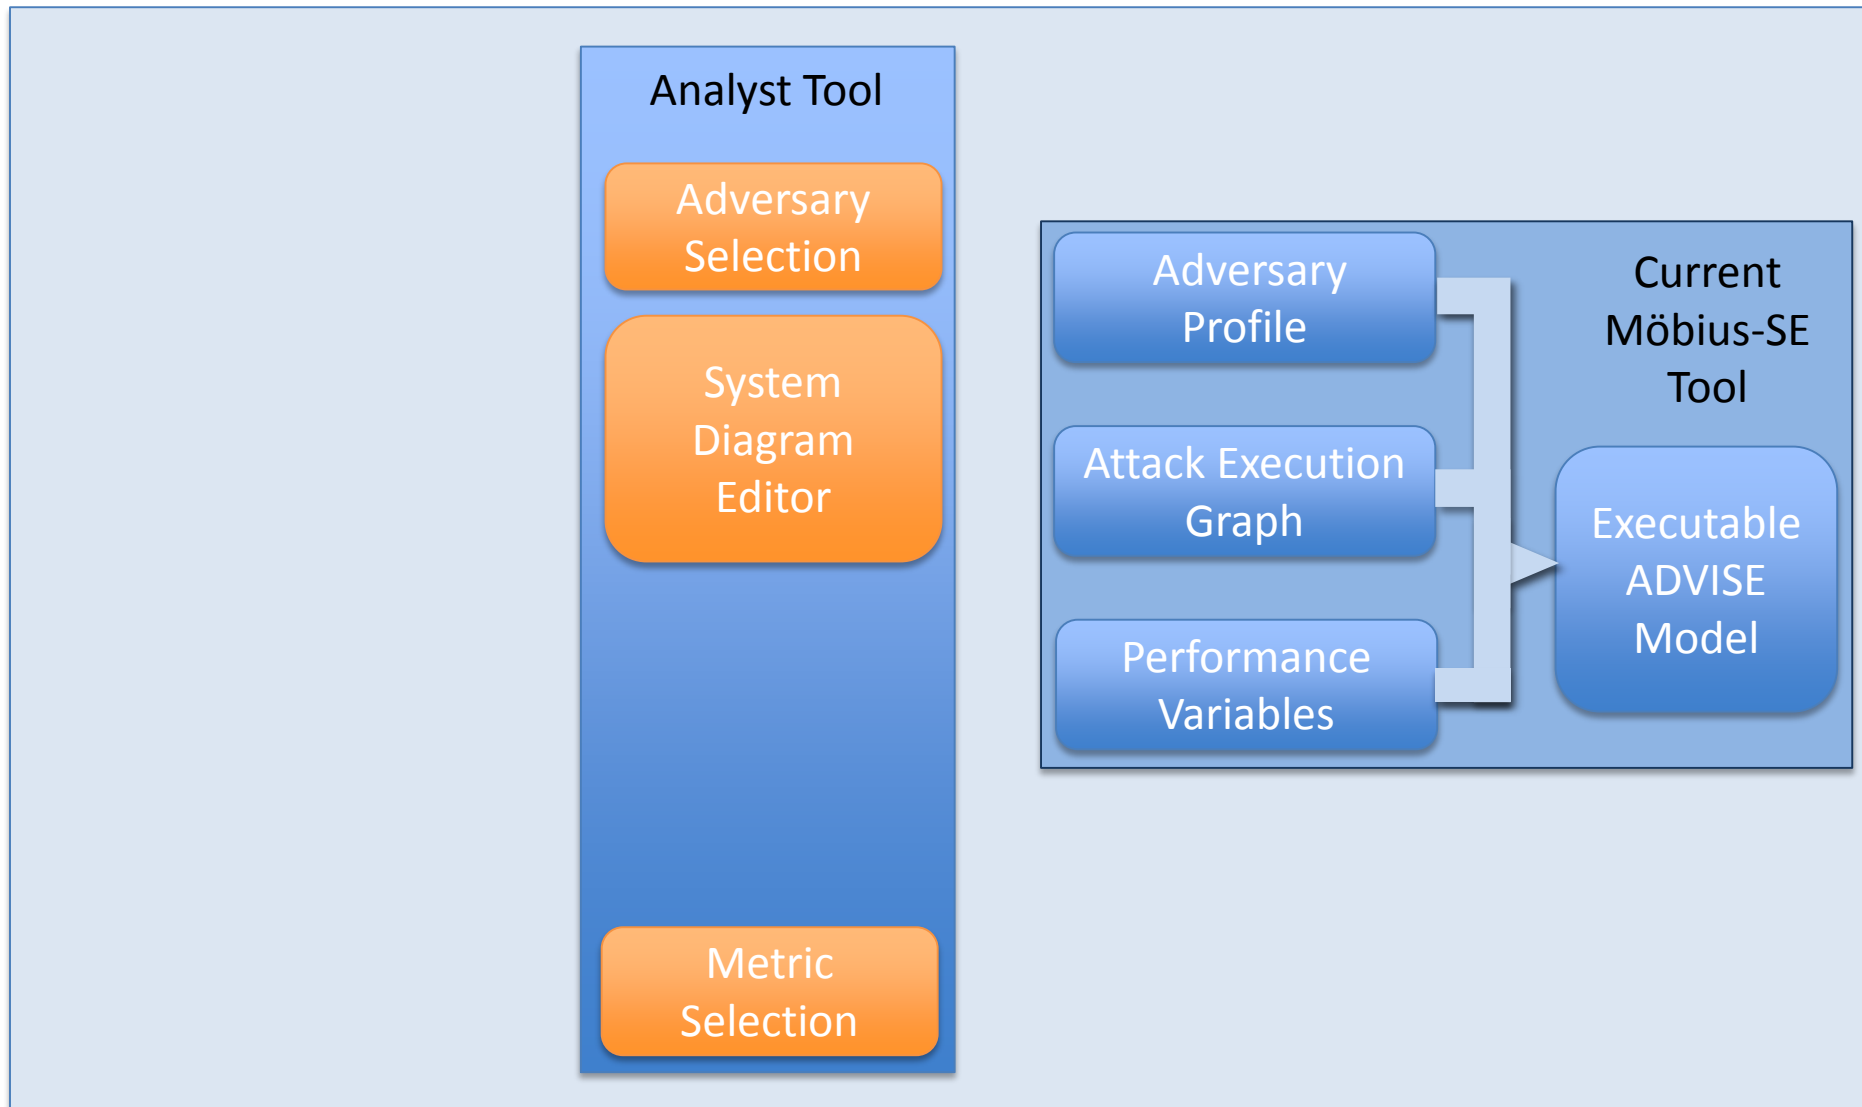 Analyst Tool
Adversary
Selection
System
Diagram
Editor
Metric
Selection
Adversary
Profile
Attack Execution
Graph
Performance
Variables
Current
Möbius-SE
Tool
Executable
ADVISE
Model